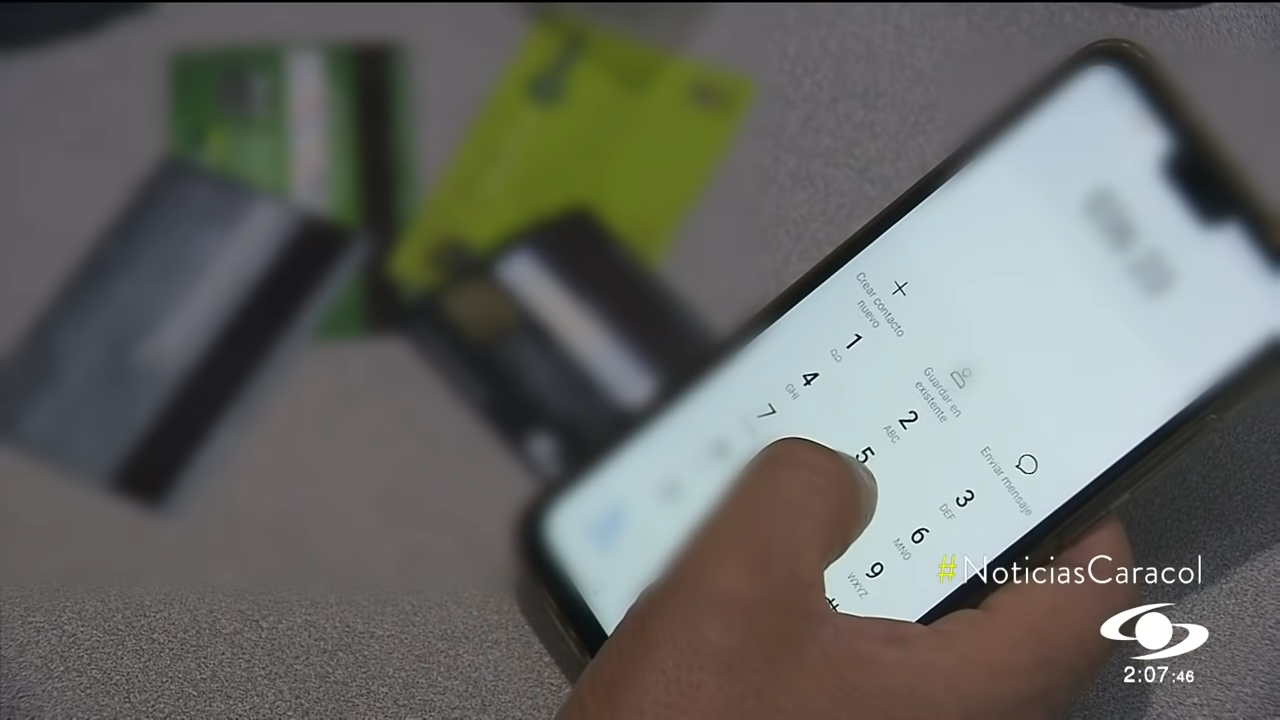 Crear contacto
nuevo
Guardar en
existente
Enviar mensaje
1
2
ABC
3
DEF
4
GHI
5
6
MNO
7
9
WXYZ
#
#NoticiasCaracol
2:07:46